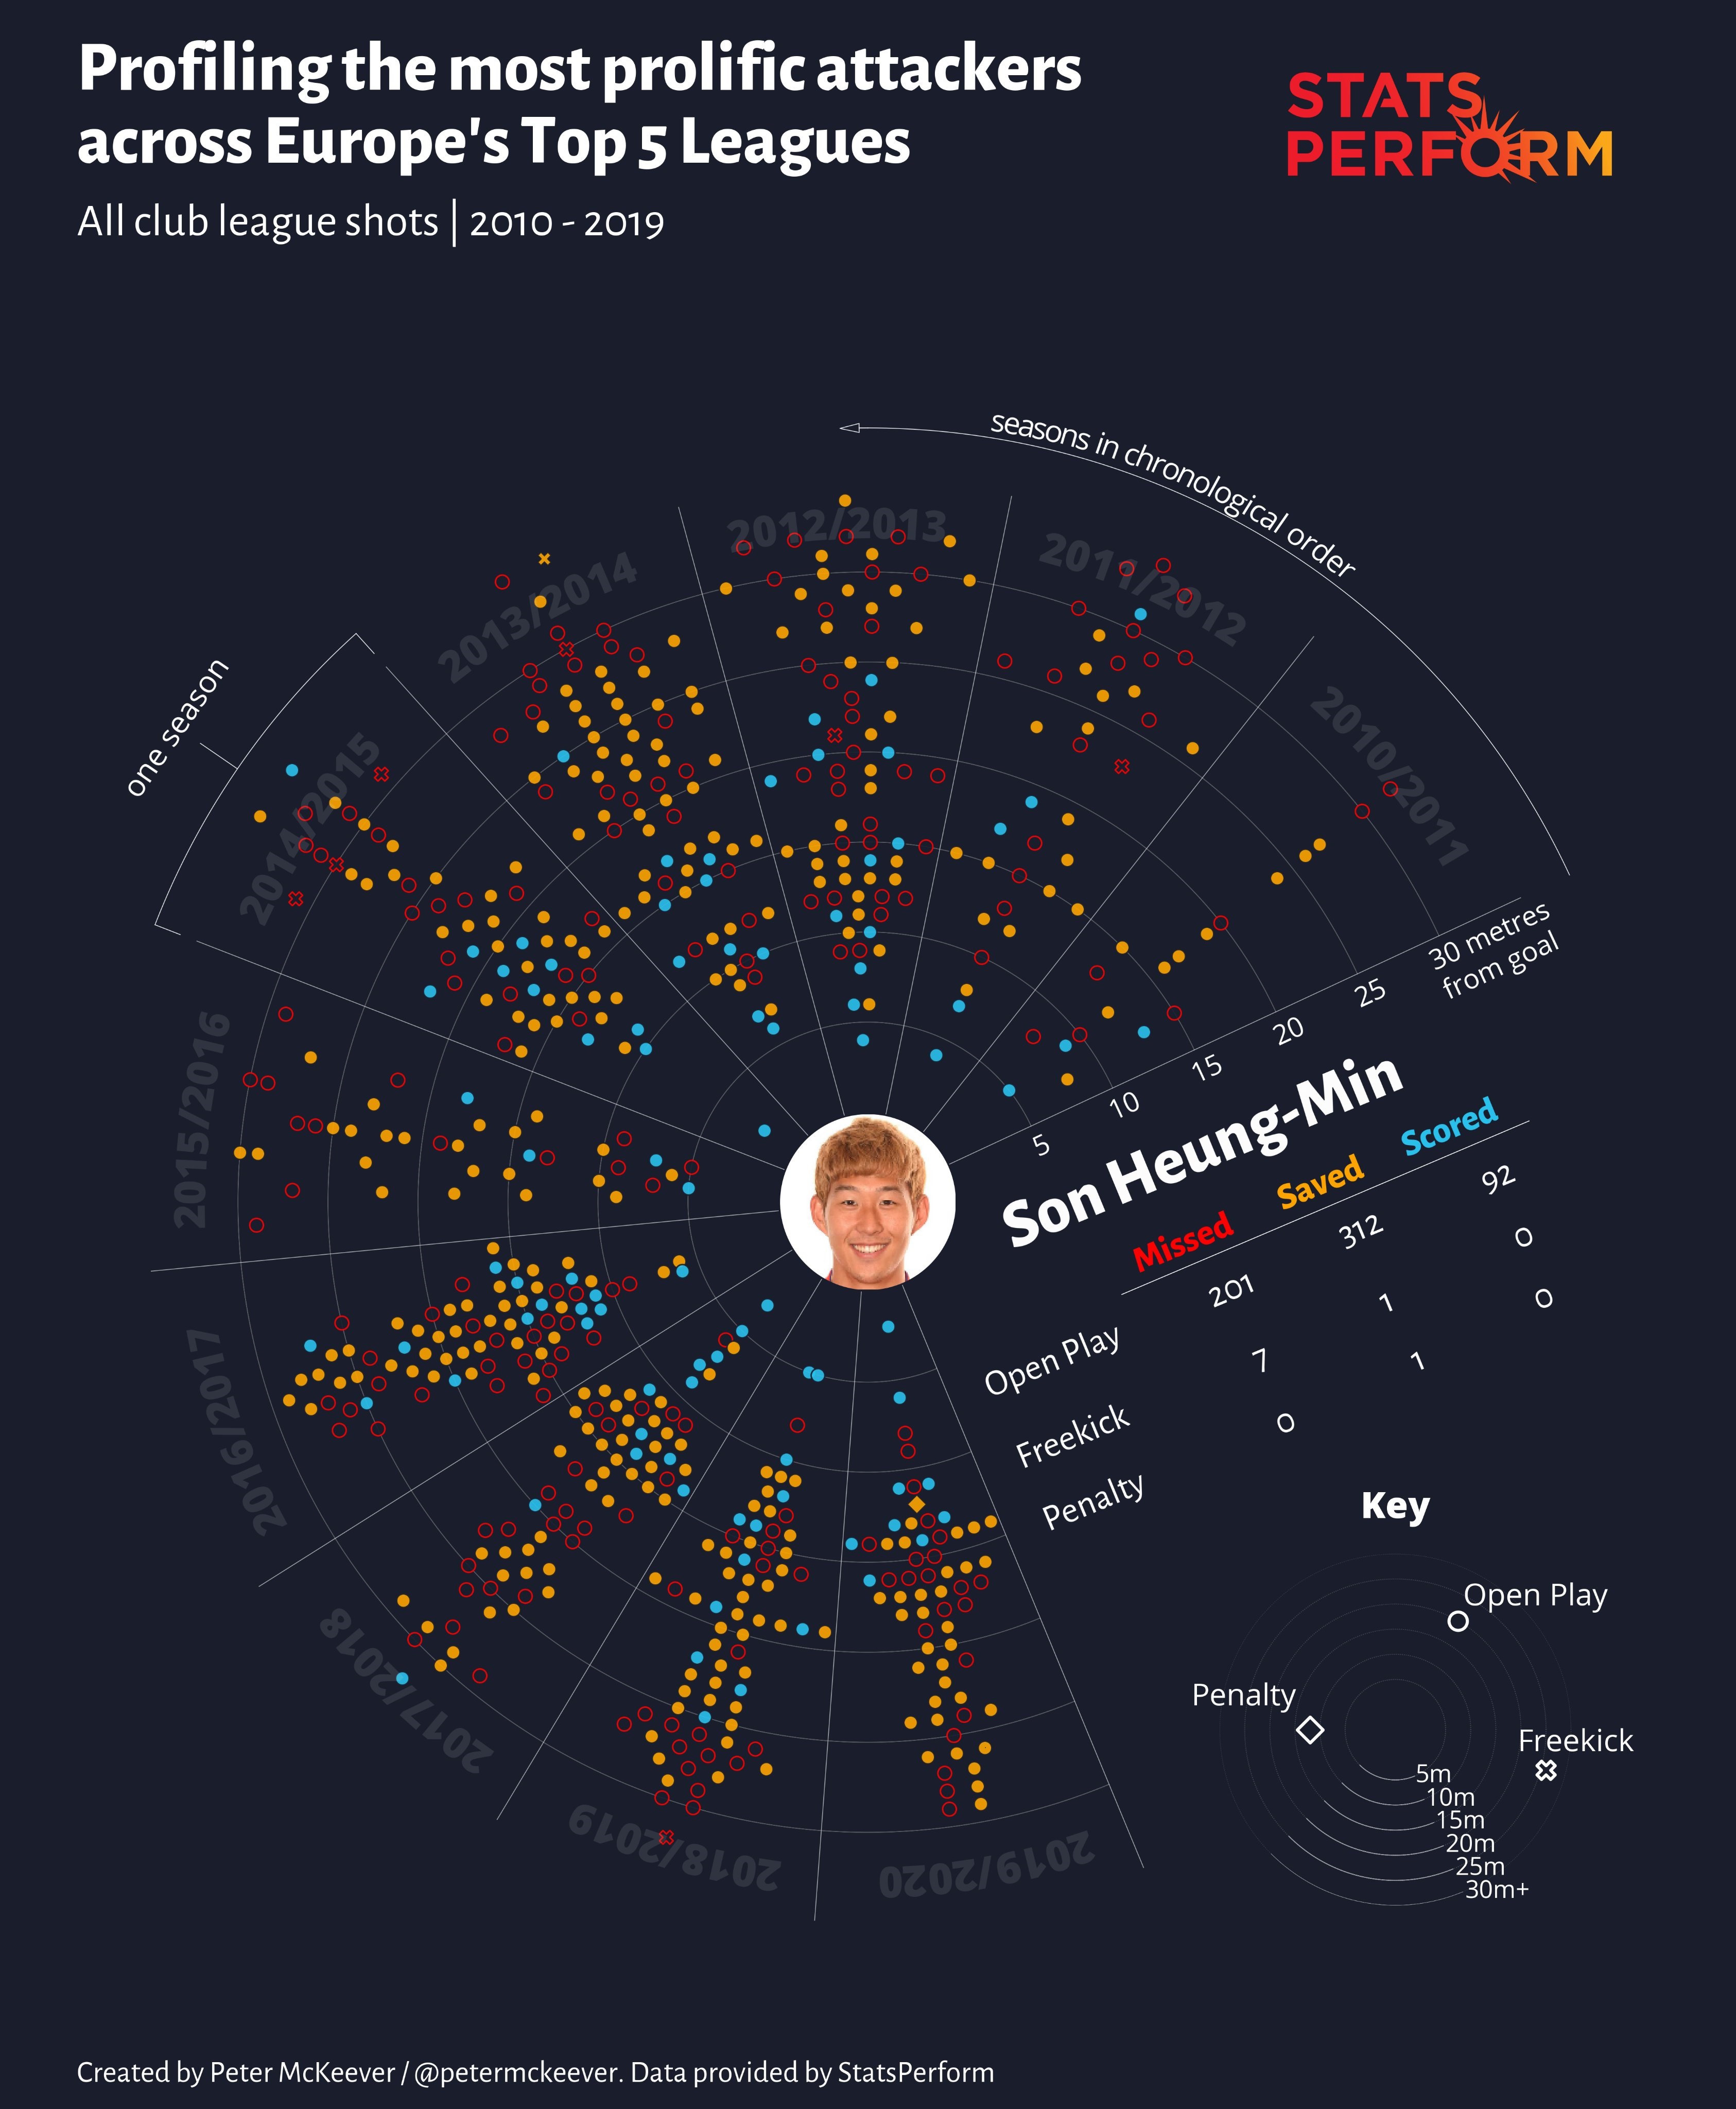 Profiling the most prolific attackers
across Europe's Top 5 Leagues
All club league shots | 2010 - 2019
STATS
PERFORM
seasons in chronological order
one season
2010/2011
2011/2012
2012/2013
2013/2014
2014/2015
2015/2016
2016/2017
2017/2018
2018/2019
2019/2020
5
10
15
20
25
30 metres
from goal
Son Heung-Min
Missed Saved Scored
Open Play 201 312 92
Freekick 7 1 0
Penalty 0 1 0
Key
Open Play
Penalty
Freekick
5m
10m
15m
20m
25m
30m+
Created by Peter McKeever / @petermckeever. Data provided by StatsPerform